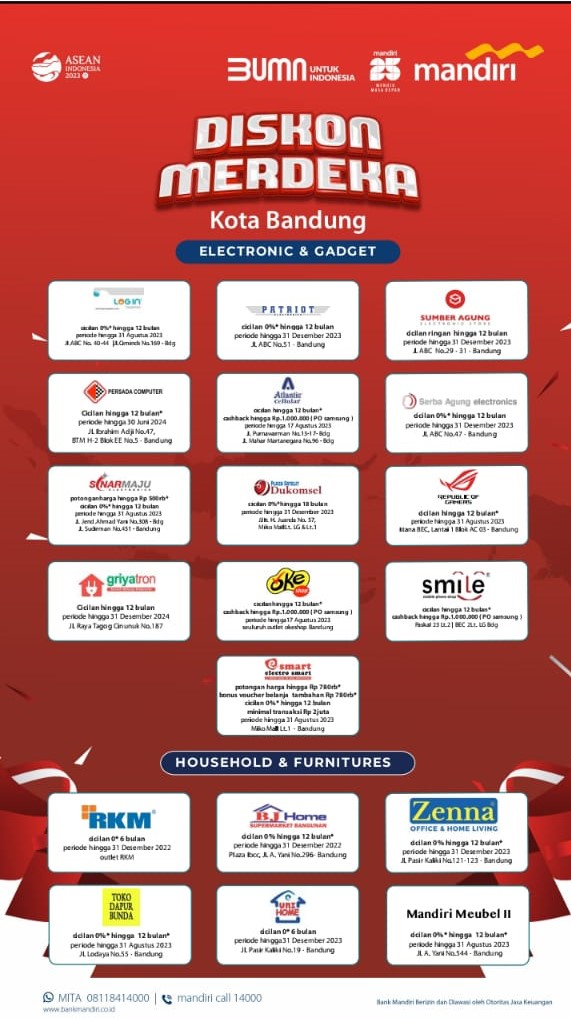 ASEAN
INDONESIA
2023
BUMN UNTUK INDONESIA
mandiri
25
mandiri
DISKON
MERDEKA
Kota Bandung
ELECTRONIC & GADGET
LOGIN
cicilan 0%* hingga 12 bulan
periode hingga 31 Agustus 2023
Jl.ABC No. 40-44
PATRIOT
cicilan 0%* hingga 12 bulan
periode hingga 31 Desember 2023
Jl.ABC No.51 - Bandung
SUMBER AGUNG
ELECTRONIC STORE
cicilan ringan hingga 12 bulan
periode hingga 31 Desember 2023
Jl.ABC No.29 - 31 - Bandung
PERSADA COMPUTER
Cicilan hingga 12 bulan*
periode hingga 30 Juni 2024
Jl. Ibrahim Adji No.47,
BTM H-2 Blok EE No.5 - Bandung
Atlantic
Cellular
cicilan hingga 12 bulan*
cashback hingga Rp.1.000.000 ( PO samsung )
periode hingga 17 Agustus 2023
Jl. Purnawarman No.13-17- Bdg
Jl. Mahar Martanegara No.96 - Bdg
Serba Agung electronics
cicilan 0%* hingga 12 bulan
periode hingga 31 Desember 2023
Jl.ABC No.47 - Bandung
SINARMAJU
potonganharga hingga Rp 500rb*
cicilan 0%* hingga 12 bulan
periode hingga 31 Agustus 2023
Jl. Jend.Ahmad Yani No.308 - Bdg
Jl. Sudirman No.451 - Bandung
Dukomsel
cicilan 0%* hingga 18 bulan
periode hingga 31 Desember 2023
Jl.Ir. H. Juanda No. 37,
Miko Mall Lt. LG & Lt.1
REPUBLIC OF
GAMERS
cicilan hingga 12 bulan*
periode hingga 31 Agustus 2023
Istana BEC, Lantai 1 Blok AC 03 - Bandung
griyatron
Cicilan hingga 12 bulan
periode hingga 31 Desember 2024
Jl. Raya Tagog Cinunuk No.187
Oke
shop
cicilan hingga 12 bulan*
cashback hingga Rp.1.000.000 ( PO samsung )
periode hingga 17 Agustus 2023
seuluruh outlet okeshop Bandung
smile
mobile phone shop
cicilan hingga 12 bulan*
cashback hingga Rp.1.000.000 ( PO samsung )
Paskal 23 Lt.2 | BEC 2Lt, LG Bdg
esmart
electro smart
potongan harga hingga Rp 780rb*
bonus voucher belanja tambahan Rp 780rb*
cicilan 0%* hingga 12 bulan
minimal transaksi Rp 2juta
periode hingga 31 Agustus 2023
Miko Mall Lt.1 - Bandung
HOUSEHOLD & FURNITURES
RKM
cicilan 0* 6 bulan
periode hingga 31 Desember 2022
outlet RKM
BJ Home
SUPERMARKET BANGUNAN
cicilan 0% hingga 12 bulan*
periode hingga 31 Desember 2022
Plaza Ibcc, Jl. A. Yani No.296- Bandung
Zenna
OFFICE & HOME LIVING
cicilan 0% hingga 12 bulan*
periode hingga 31 Desember 2023
Jl. Pasir Kaliki No.121-123 - Bandung
TOKO
DAPUR
BUNDA
cicilan 0%* hingga 12 bulan*
periode hingga 31 Agustus 2023
Jl. Lodaya No.55 - Bandung
UNI
HOME
cicilan 0* 6 bulan
periode hingga31 Desember 2023
Jl. Pasir Kaliki No.19 - Bandung
Mandiri Meubel II
cicilan 0%* hingga 12 bulan*
periode hingga 31 Agustus 2023
Jl. A. Yani No.544 - Bandung
MITA 08118414000 | mandiri call 14000
www.bankmandiri.co.id
Bank Mandiri Berizin dan Diawasi oleh Otoritas Jasa Keuangan